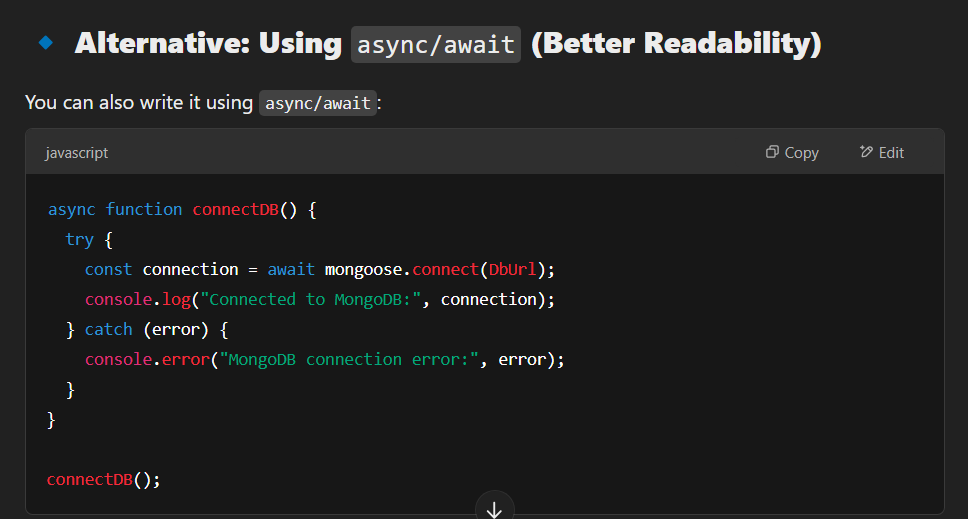 Alternative: Using async/await (Better Readability)
You can also write it using async/await:
javascript Copy Edit
async function connectDB() {
  try {
    const connection = await mongoose.connect(DbUrl);
    console.log("Connected to MongoDB:", connection);
  } catch (error) {
    console.error("MongoDB connection error:", error);
  }
}
connectDB();